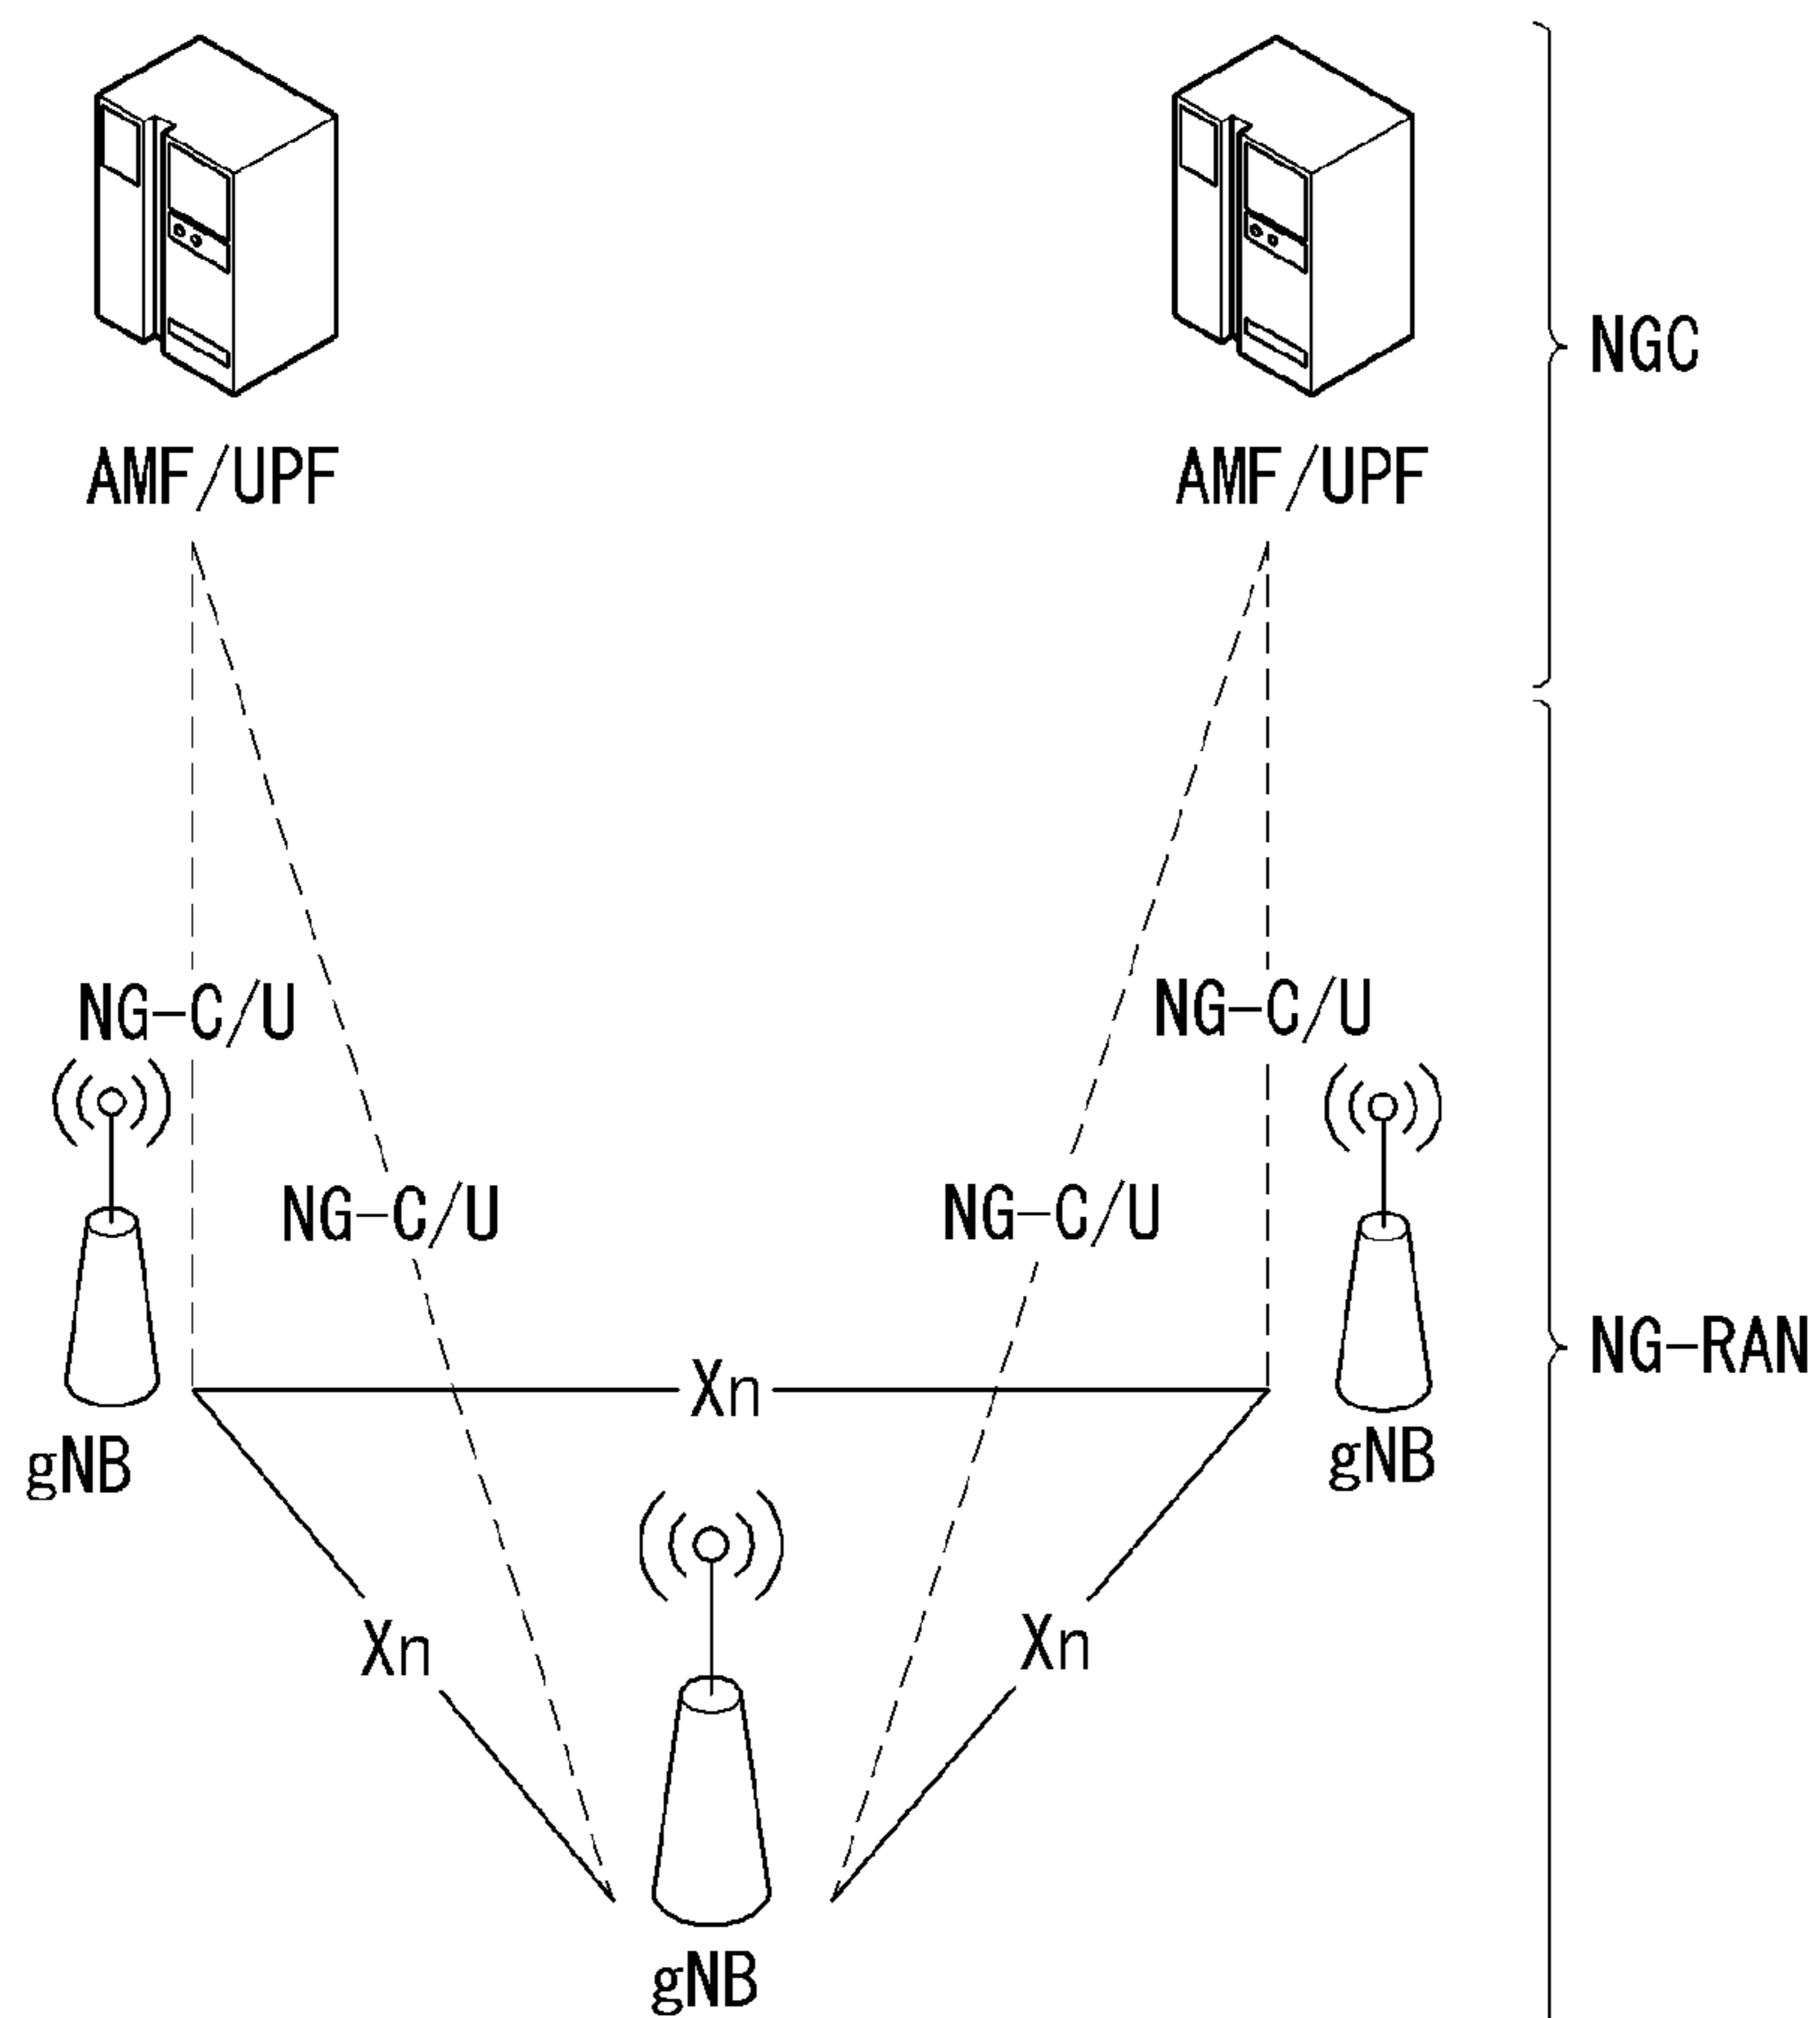 NGC
AMF/UPF
AMF/UPF
NG-C/U
NG-C/U
NG-C/U
NG-C/U
NG-RAN
Xn
gNB
gNB
Xn
Xn
gNB